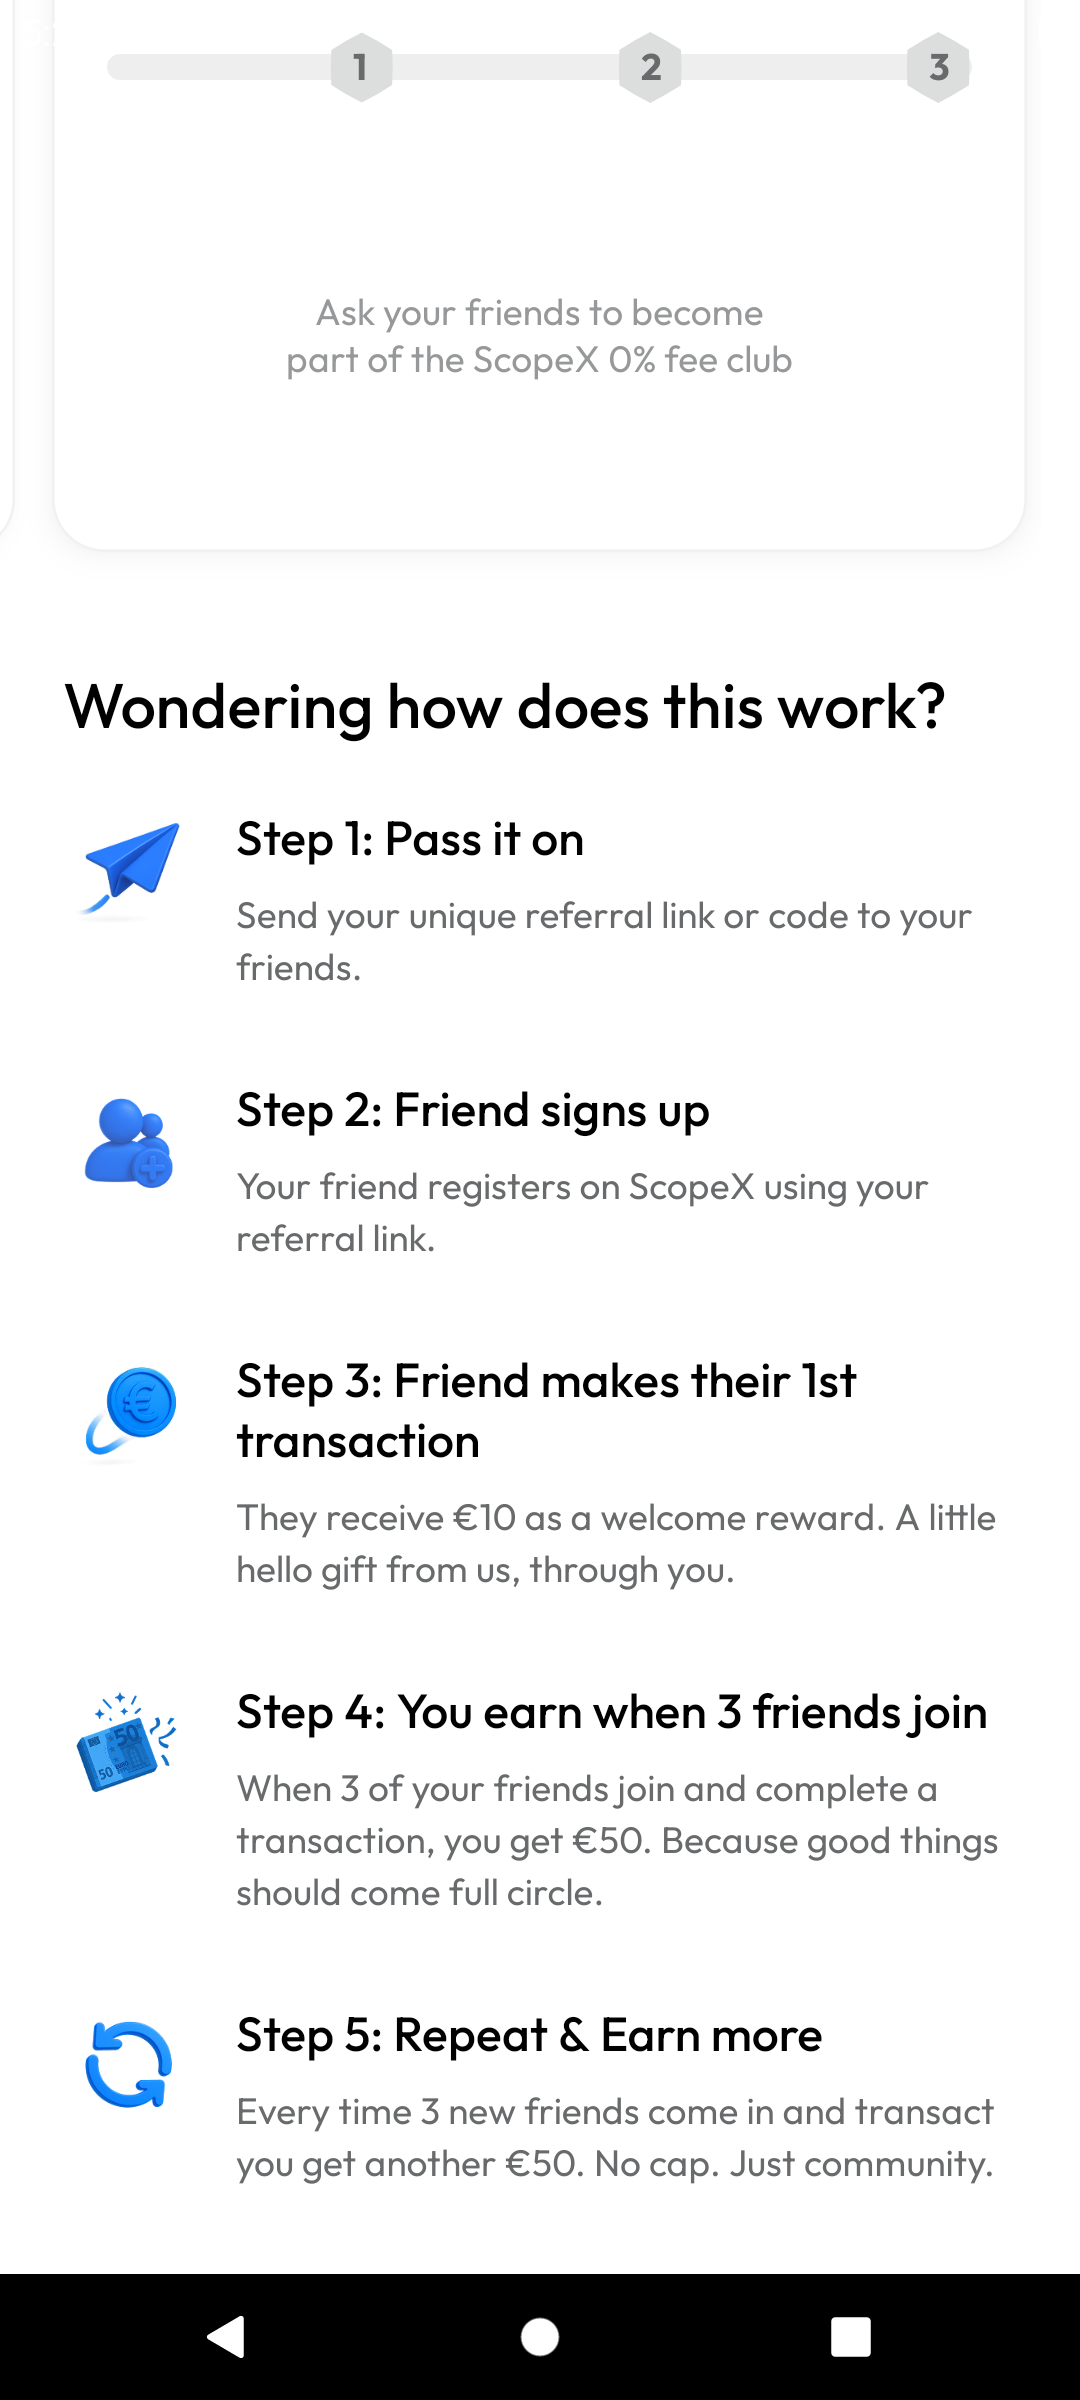 1 2 3
Ask your friends to become
part of the ScopeX 0% fee club
Wondering how does this work?
Step 1: Pass it on
Send your unique referral link or code to your
friends.
Step 2: Friend signs up
Your friend registers on ScopeX using your
referral link.
Step 3: Friend makes their 1st
transaction
They receive €10 as a welcome reward. A little
hello gift from us, through you.
50
50 EURO
Step 4: You earn when 3 friends join
When 3 of your friends join and complete a
transaction, you get €50. Because good things
should come full circle.
Step 5: Repeat & Earn more
Every time 3 new friends come in and transact
you get another €50. No cap. Just community.